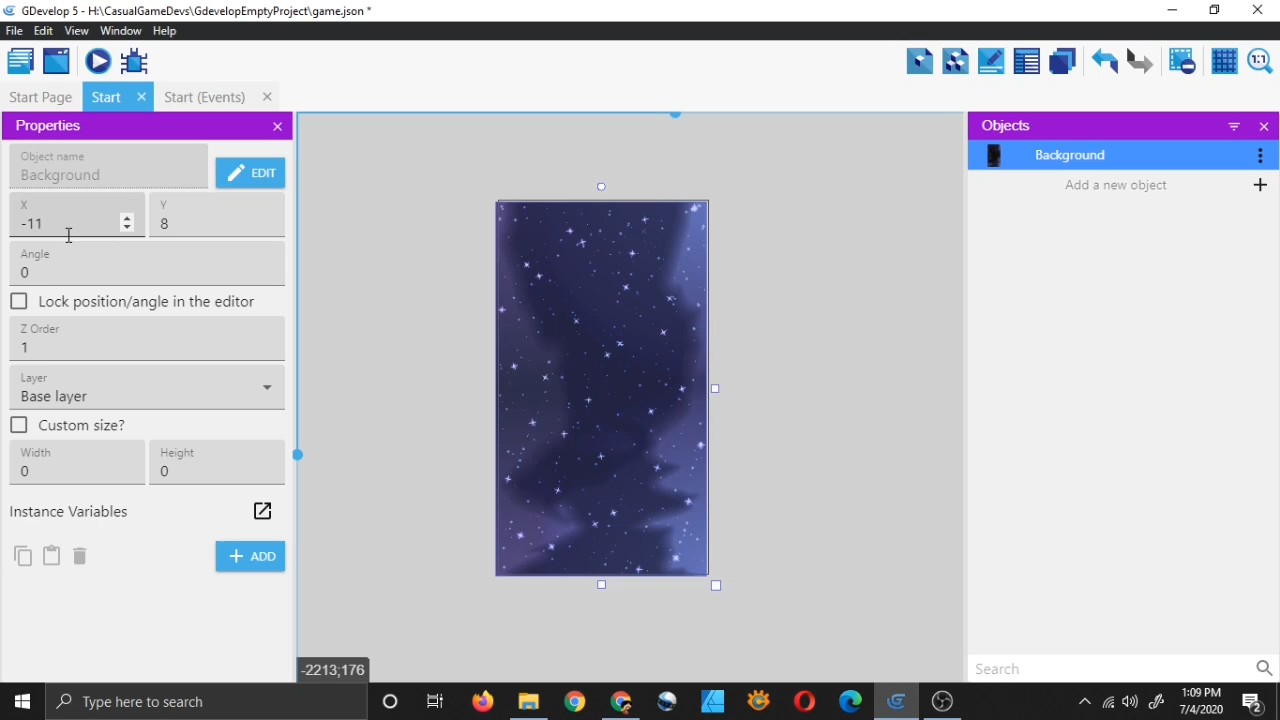 GDevelop 5 - H:\CasualGameDevs\GdevelopEmptyProject\game.json *
File Edit View Window Help
1:1
Start Page Start Start (Events)
Properties
Objects
Object name
Background
EDIT
Background
Add a new object
X
-11
Y
8
Angle
0
Lock position/angle in the editor
Z Order
1
Layer
Base layer
Custom size?
Width
0
Height
0
Instance Variables
ADD
-2213;176
Search
Type here to search
1:09 PM
7/4/2020
2